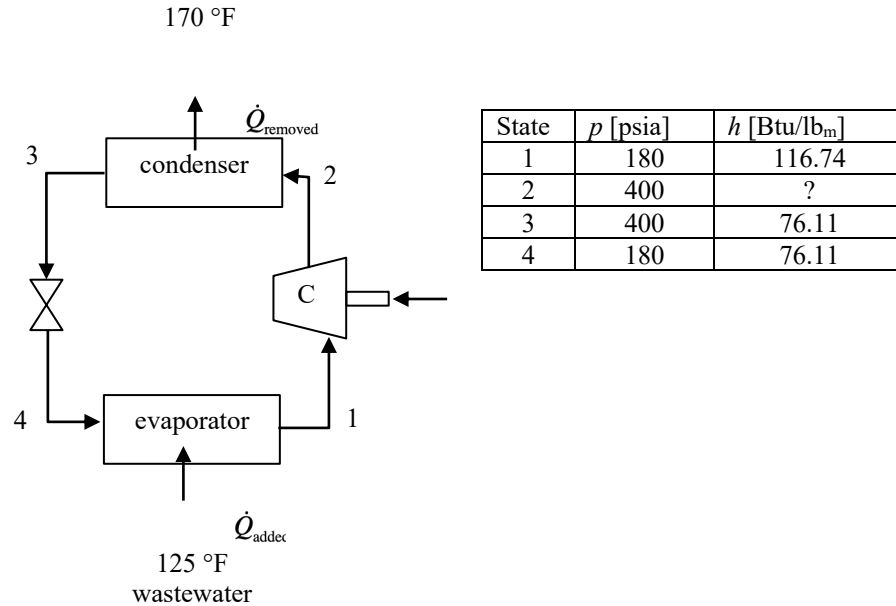 170 °F
Q̇removed
condenser
3
2
C
4
evaporator
1
Q̇added
125 °F
wastewater
State p [psia] h [Btu/lbm]
1 180 116.74
2 400 ?
3 400 76.11
4 180 76.11